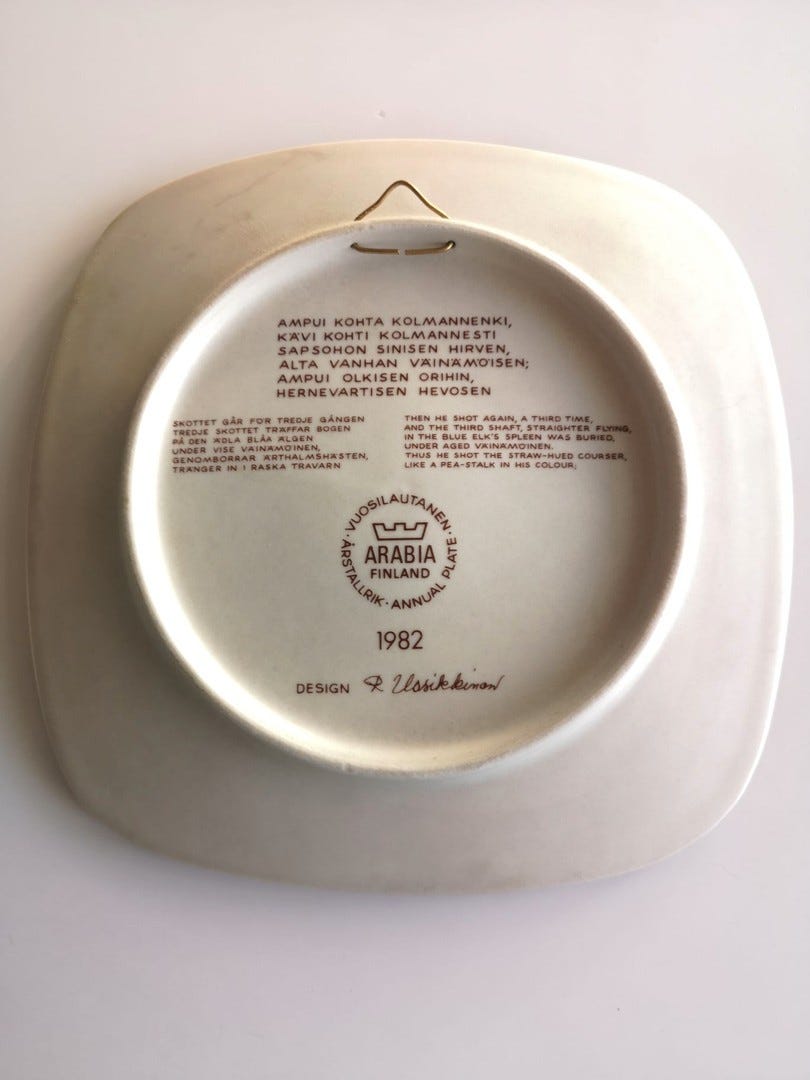 AMPUI KOHTA KOLMANNENKI,
KÄVI KOHTI KOLMANNESTI
SAPSOHON SINISEN HIRVEN,
ALTA VANHAN VÄINÄMÖISEN;
AMPUI OLKISEN ORIHIN,
HERNEVARTISEN HEVOSEN
SKOTTET GÅR FÖR TREDJE GÅNGEN
TREDJE SKOTTET TRÄFFAR BOGEN
PÅ DEN ÄDLA BLÅA ÄLGEN
UNDER VISE VÄINÄMÖINEN,
GENOMBORRAR ÄRTHALMSHÄSTEN,
TRÄNGER IN I RASKA TRAVARN
THEN HE SHOT AGAIN, A THIRD TIME,
AND THE THIRD SHAFT, STRAIGHTER FLYING,
IN THE BLUE ELK'S SPLEEN WAS BURIED,
UNDER AGED VÄINÄMÖINEN.
THUS HE SHOT THE STRAW-HUED COURSER,
LIKE A PEA-STALK IN HIS COLOUR;
· VUOSILAUTANEN · ANNUAL PLATE · ÅRSTALLRIK
ARABIA
FINLAND
1982
DESIGN R. Uosikkinen